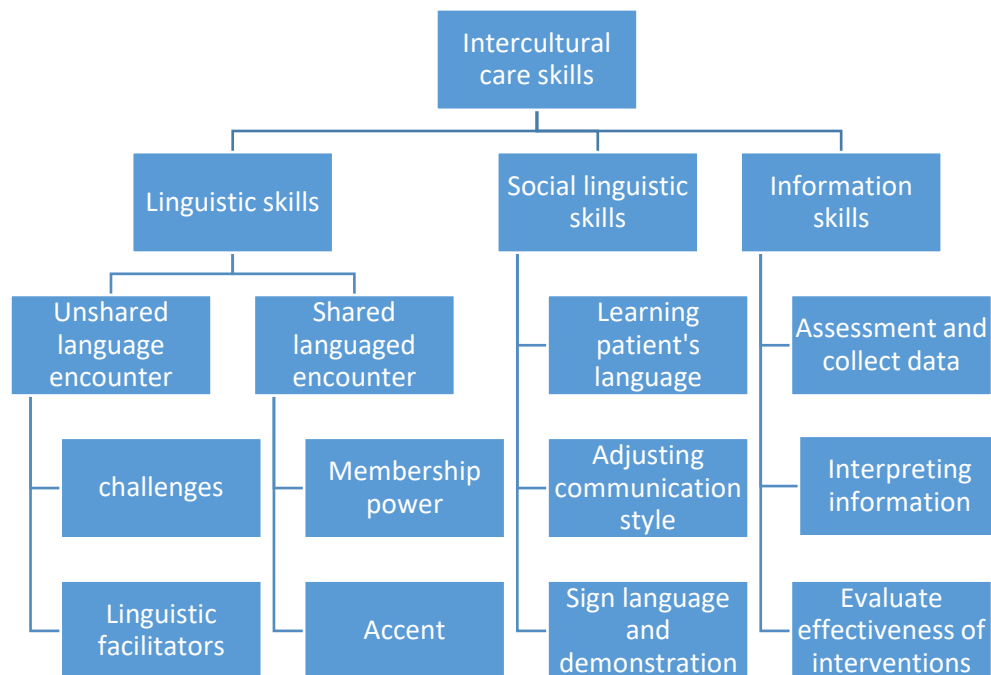 Intercultural
care skills
Linguistic skills
Social linguistic
skills
Information
skills
Unshared
language
encounter
Shared
languaged
encounter
Learning
patient's
language
Assessment and
collect data
challenges
Membership
power
Adjusting
communication
style
Interpreting
information
Linguistic
facilitators
Accent
Sign language
and
demonstration
Evaluate
effectiveness of
interventions